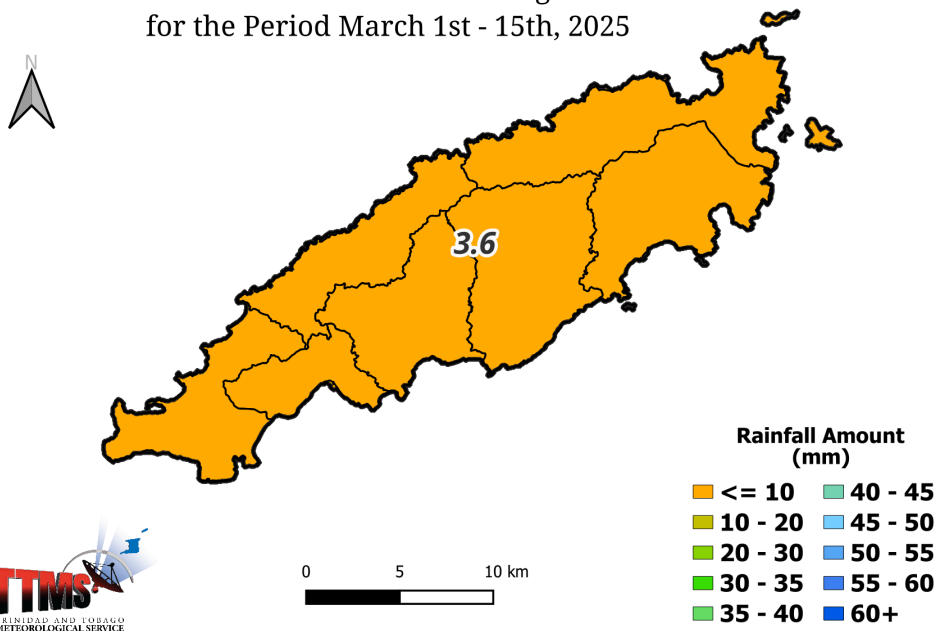 for the Period March 1st - 15th, 2025
N
3.6
Rainfall Amount
(mm)
<= 10
10 - 20
20 - 30
30 - 35
35 - 40
40 - 45
45 - 50
50 - 55
55 - 60
60+
0 5 10 km
TTMS
TRINIDAD AND TOBAGO
METEOROLOGICAL SERVICE